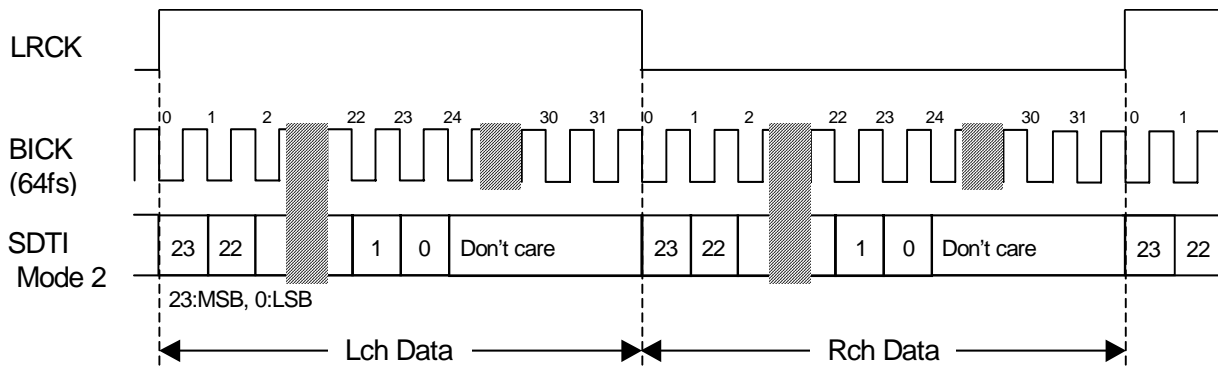 LRCK
0 1 2 22 23 24 30 31 0 1 2 22 23 24 30 31 0 1
BICK
(64fs)
SDTI
Mode 2
23 22 1 0 Don't care 23 22 1 0 Don't care 23 22
23:MSB, 0:LSB
Lch Data Rch Data